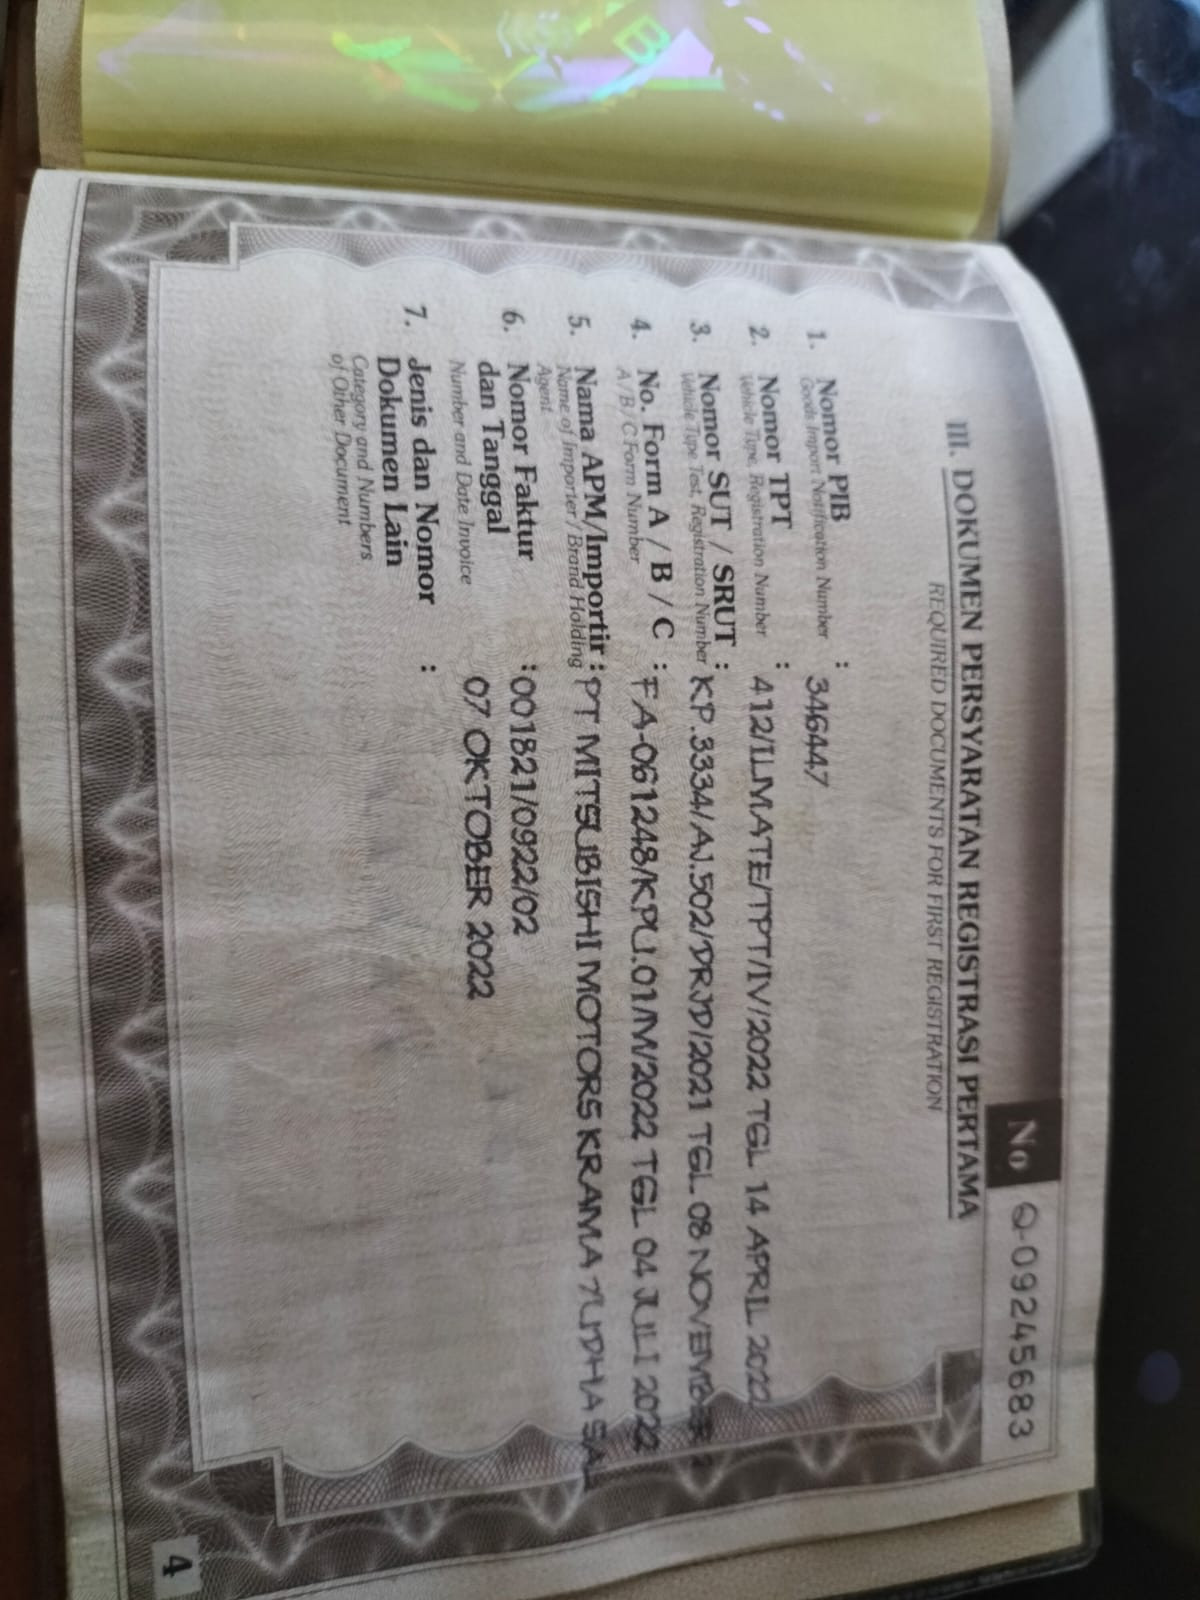 B
No Q-09245683
III. DOKUMEN PERSYARATAN REGISTRASI PERTAMA
REQUIRED DOCUMENTS FOR FIRST REGISTRATION
1. Nomor PIB : 346447
Goods Import Notification Number
2. Nomor TPT : 412/ILMATE/TPT/IV/2022 TGL 14 APRIL 2022
Vehicle Type, Registration Number
3. Nomor SUT / SRUT : KP.3334/AJ.502/DRJD/2021 TGL 08 NOVEMBER 2
Vehicle Type Test, Registration Number
4. No. Form A / B / C : FA-061248/KPU.01/IV/2022 TGL 04 JULI 2022
A / B / C Form Number
5. Nama APM/Importir : PT MITSUBISHI MOTORS KRAMA YUDHA SAL
Name of Importer / Brand Holding
Agent
6. Nomor Faktur : 001821/0922/02
dan Tanggal 07 OKTOBER 2022
Number and Date Invoice
7. Jenis dan Nomor :
Dokumen Lain
Category and Numbers
of Other Document
4